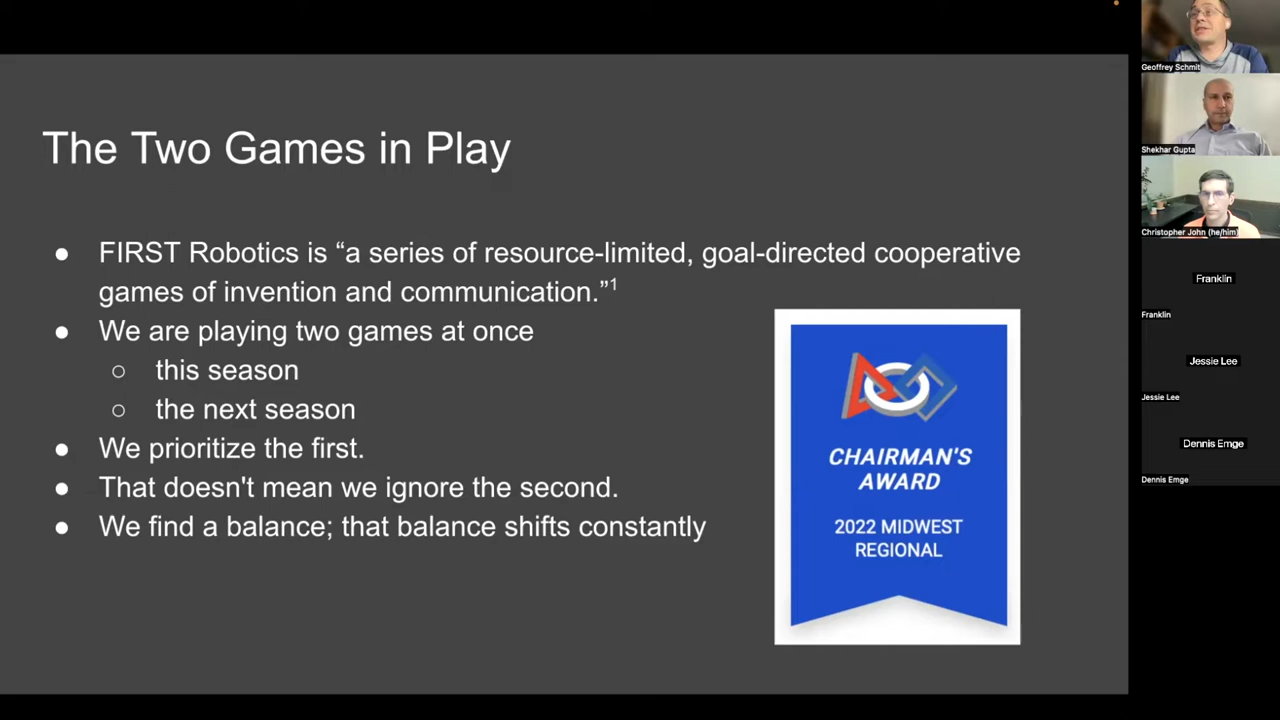 The Two Games in Play
● FIRST Robotics is “a series of resource-limited, goal-directed cooperative
games of invention and communication.”1
● We are playing two games at once
○ this season
○ the next season
● We prioritize the first.
● That doesn't mean we ignore the second.
● We find a balance; that balance shifts constantly
CHAIRMAN'S
AWARD
2022 MIDWEST
REGIONAL
Geoffrey Schmit
Shekhar Gupta
Christopher John (he/him)
Franklin
Franklin
Jessie Lee
Jessie Lee
Dennis Emge
Dennis Emge